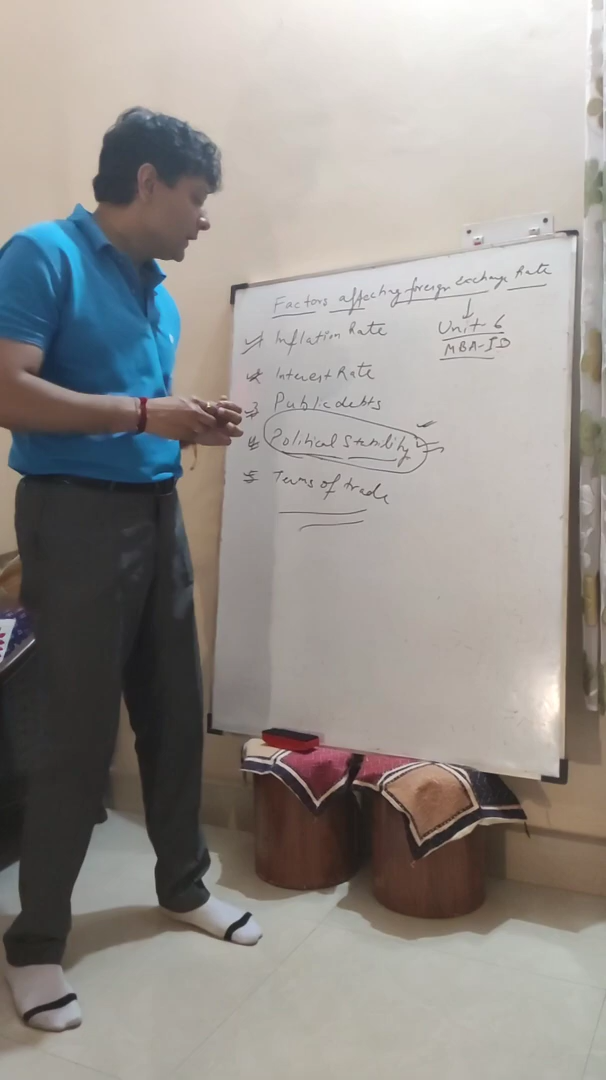 Factors affecting foreign exchange Rate
Unit-6
MBA-IB
1 Inflation Rate
2 Interest Rate
3 Public debts
4 Political Stability
5 Terms of trade